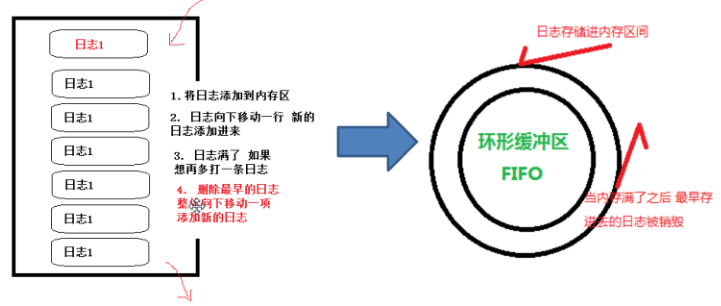 日志1
日志1
日志1
日志1
日志1
日志1
日志1
1.将日志添加到内存区
2. 日志向下移动一行 新的
日志添加进来
3. 日志满了 如果
想再多打一条日志
4. 删除最早的日志
整体向下移动一项
添加新的日志
日志存储进内存区间
环形缓冲区
FIFO
当内存满了之后 最早存
进去的日志被销毁